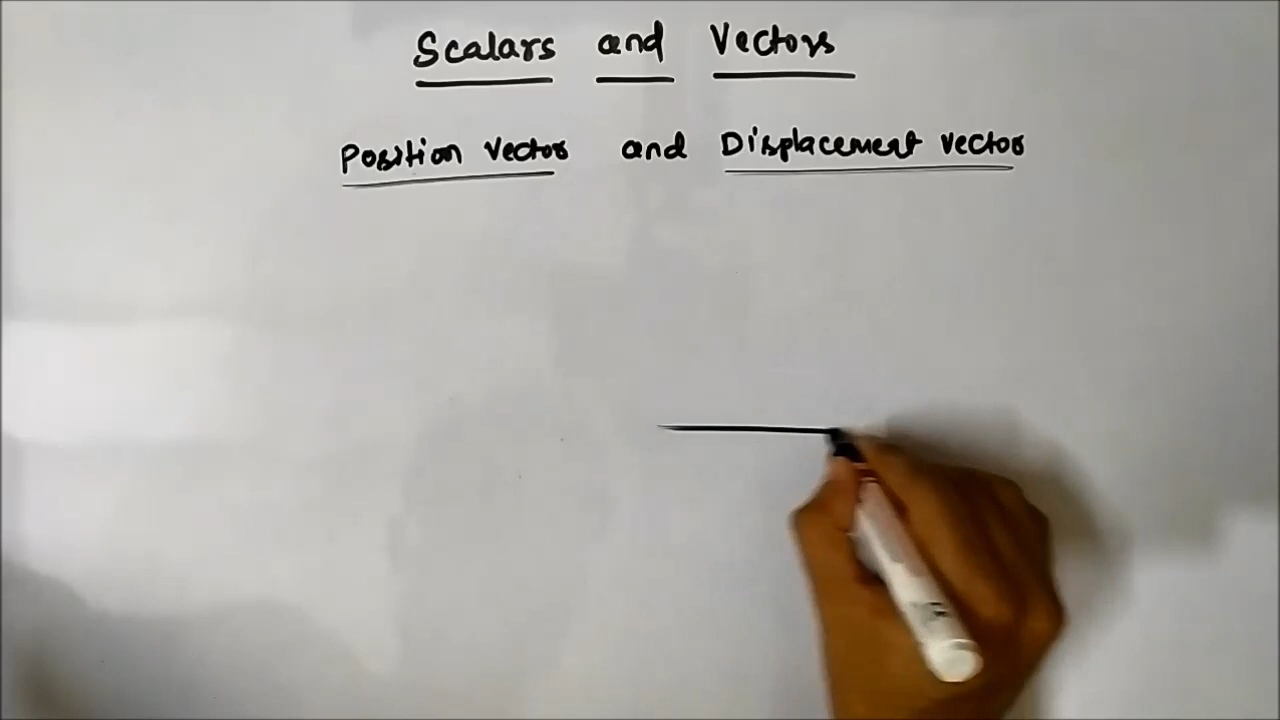 Scalars and Vectors
Position vector and Displacement vector